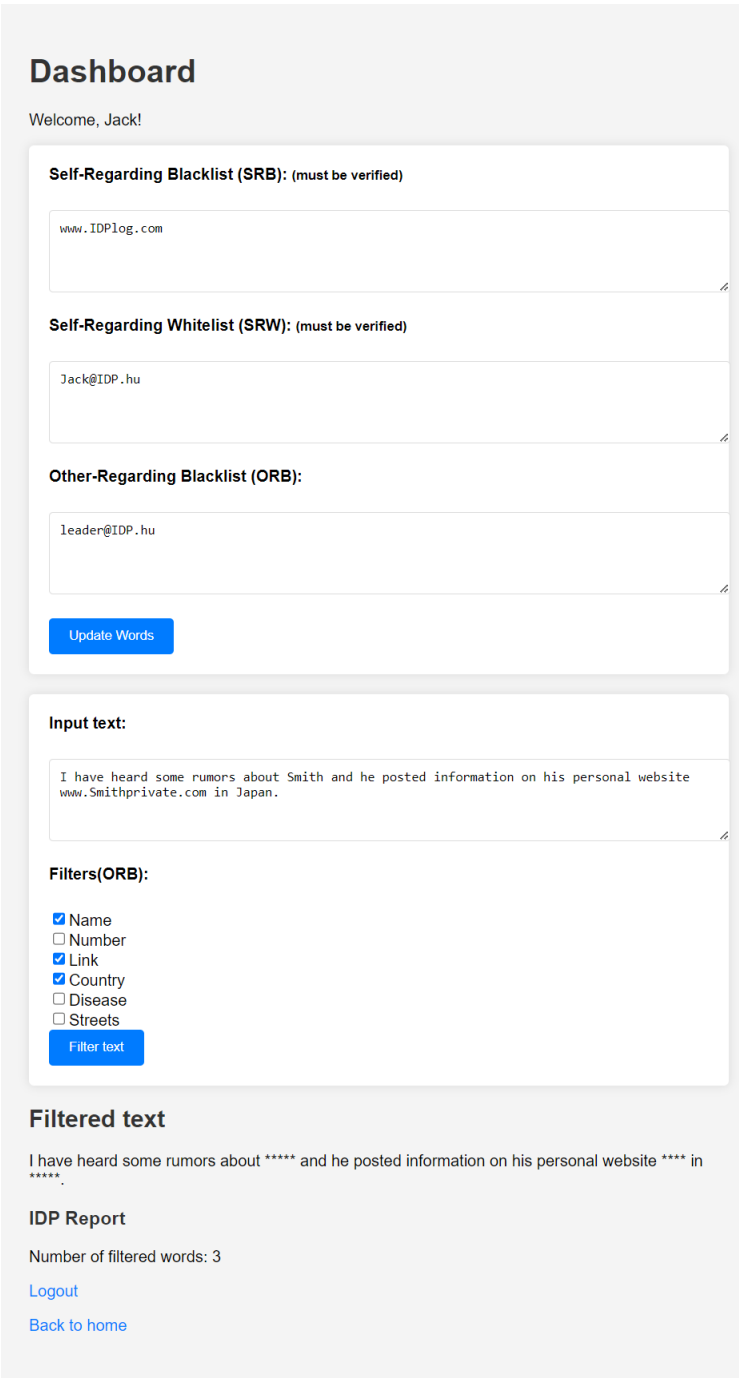 Dashboard
Welcome, Jack!
Self-Regarding Blacklist (SRB): (must be verified)
www.IDPlog.com
Self-Regarding Whitelist (SRW): (must be verified)
Jack@IDP.hu
Other-Regarding Blacklist (ORB):
leader@IDP.hu
Update Words
Input text:
I have heard some rumors about Smith and he posted information on his personal website
www.Smithprivate.com in Japan.
Filters(ORB):
Name
Number
Link
Country
Disease
Streets
Filter text
Filtered text
I have heard some rumors about ***** and he posted information on his personal website **** in
*****.
IDP Report
Number of filtered words: 3
Logout
Back to home